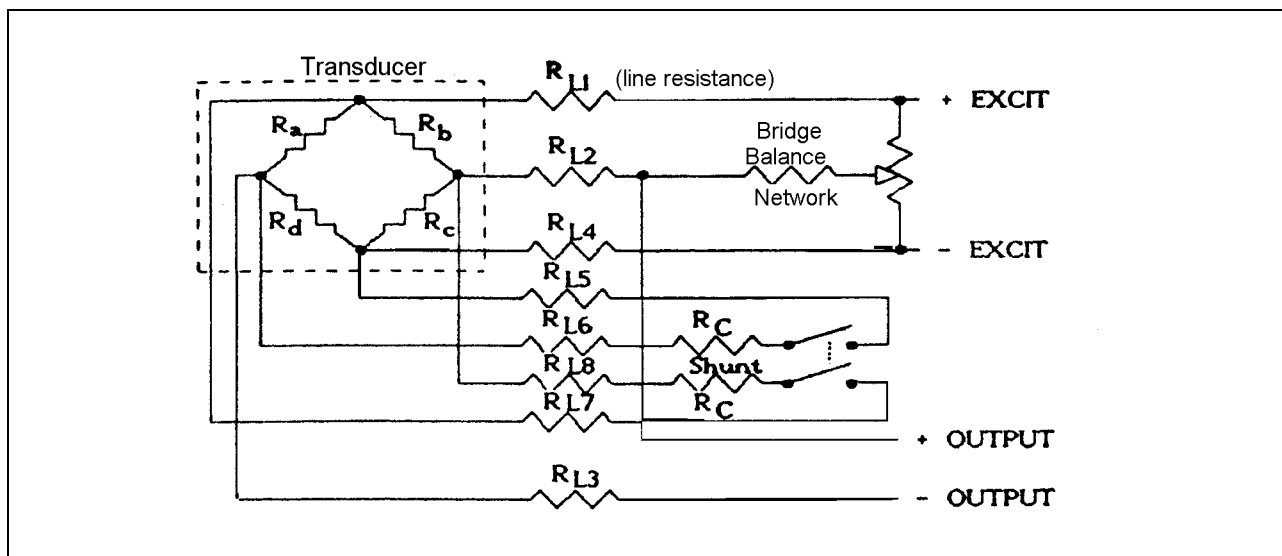 Transducer
RL1 (line resistance)
+ EXCIT
Ra
Rb
Bridge
Balance
Network
RL2
Rd
Rc
RL4
- EXCIT
RL5
RL6
RC
RL8
Shunt
RL7
RC
+ OUTPUT
RL3
- OUTPUT